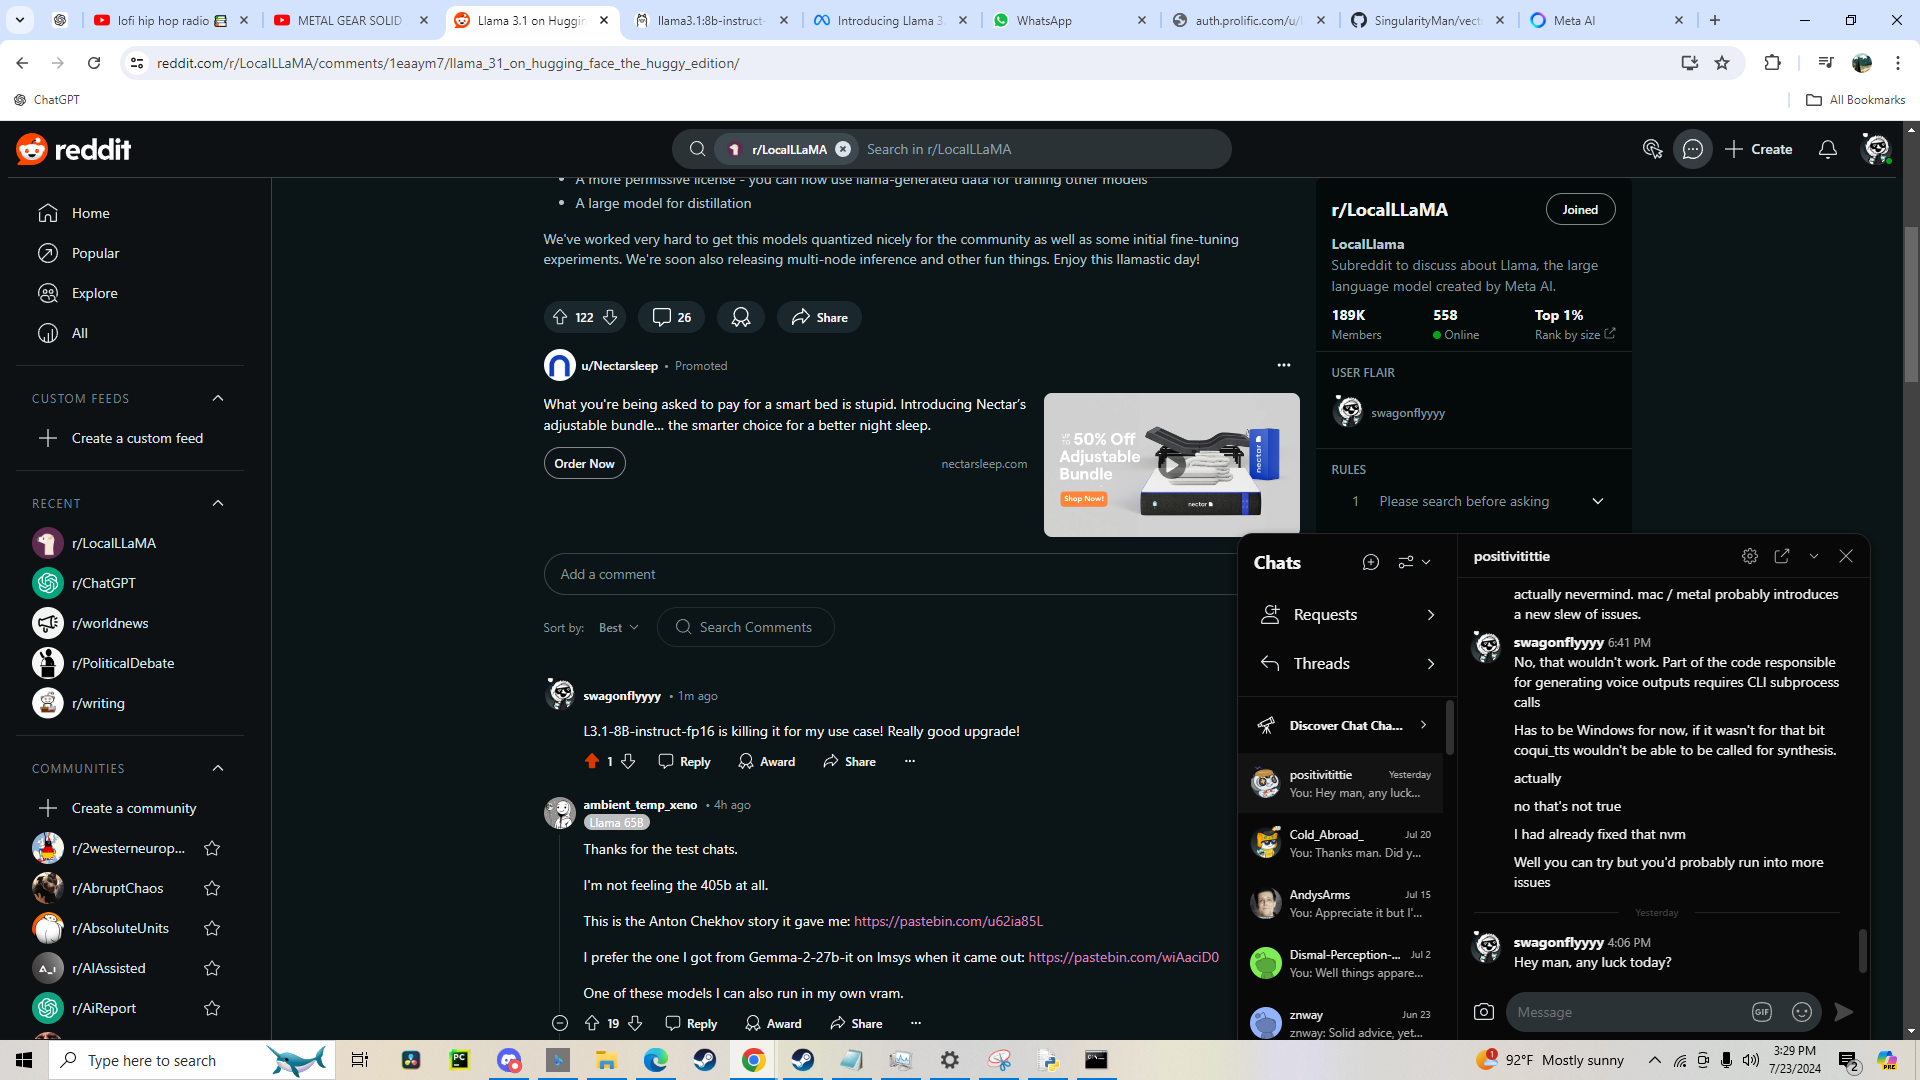 lofi hip hop radio
METAL GEAR SOLID
Llama 3.1 on Huggin
llama3.1:8b-instruct-
Introducing Llama 3.
WhatsApp
auth.prolific.com/u/
SingularityMan/vect
Meta AI
reddit.com/r/LocalLLaMA/comments/1eaaym7/llama_31_on_hugging_face_the_huggy_edition/
ChatGPT
All Bookmarks
reddit
r/LocalLLaMA
Search in r/LocalLLaMA
Create
Home
Popular
Explore
All
CUSTOM FEEDS
Create a custom feed
RECENT
r/LocalLLaMA
r/ChatGPT
r/worldnews
r/PoliticalDebate
r/writing
COMMUNITIES
Create a community
r/2westerneurop...
r/AbruptChaos
r/AbsoluteUnits
r/AIAssisted
r/AiReport
• A more permissive license - you can now use llama-generated data for training other models
• A large model for distillation
We've worked very hard to get this models quantized nicely for the community as well as some initial fine-tuning
experiments. We're soon also releasing multi-node inference and other fun things. Enjoy this llamastic day!
122
26
Share
u/Nectarsleep • Promoted
What you're being asked to pay for a smart bed is stupid. Introducing Nectar's
adjustable bundle... the smarter choice for a better night sleep.
Order Now
nectarsleep.com
UP TO 50% Off
Adjustable
Bundle
Shop Now!
nectar
nectar
Add a comment
Sort by: Best
Search Comments
swagonflyyyy • 1m ago
L3.1-8B-instruct-fp16 is killing it for my use case! Really good upgrade!
1
Reply
Award
Share
ambient_temp_xeno • 4h ago
Llama 65B
Thanks for the test chats.
I'm not feeling the 405b at all.
This is the Anton Chekhov story it gave me: https://pastebin.com/u62ia85L
I prefer the one I got from Gemma-2-27b-it on lmsys when it came out: https://pastebin.com/wiAaciD0
One of these models I can also run in my own vram.
19
Reply
Award
Share
r/LocalLLaMA
Joined
LocalLlama
Subreddit to discuss about Llama, the large
language model created by Meta AI.
189K
558
Top 1%
Members
Online
Rank by size
USER FLAIR
swagonflyyyy
RULES
1 Please search before asking
Chats
Requests
Threads
Discover Chat Cha...
positivitittie Yesterday
You: Hey man, any luck...
Cold_Abroad_ Jul 20
You: Thanks man. Did y...
AndysArms Jul 15
You: Appreciate it but I'...
Dismal-Perception-... Jul 2
You: Well things appare...
znway Jun 23
znway: Solid advice, yet...
positivitittie
actually nevermind. mac / metal probably introduces
a new slew of issues.
swagonflyyyy 6:41 PM
No, that wouldn't work. Part of the code responsible
for generating voice outputs requires CLI subprocess
calls
Has to be Windows for now, if it wasn't for that bit
coqui_tts wouldn't be able to be called for synthesis.
actually
no that's not true
I had already fixed that nvm
Well you can try but you'd probably run into more
issues
Yesterday
swagonflyyyy 4:06 PM
Hey man, any luck today?
Message
GIF
Type here to search
PC
1
92°F Mostly sunny
3:29 PM
7/23/2024
2
PRE